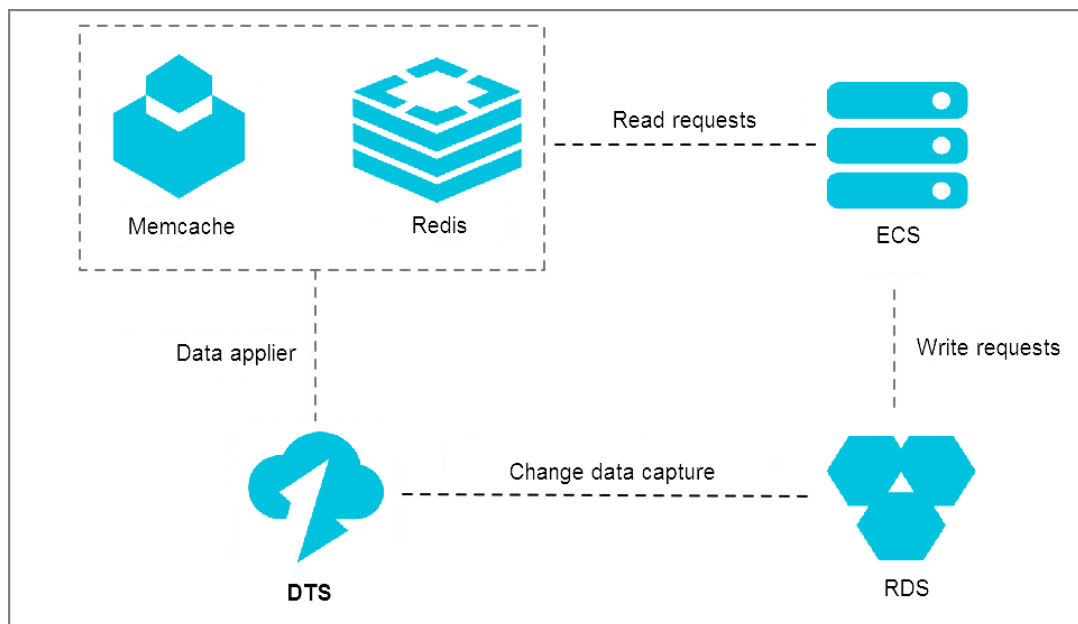 Memcache
Redis
Read requests
ECS
Data applier
Write requests
Change data capture
DTS
RDS